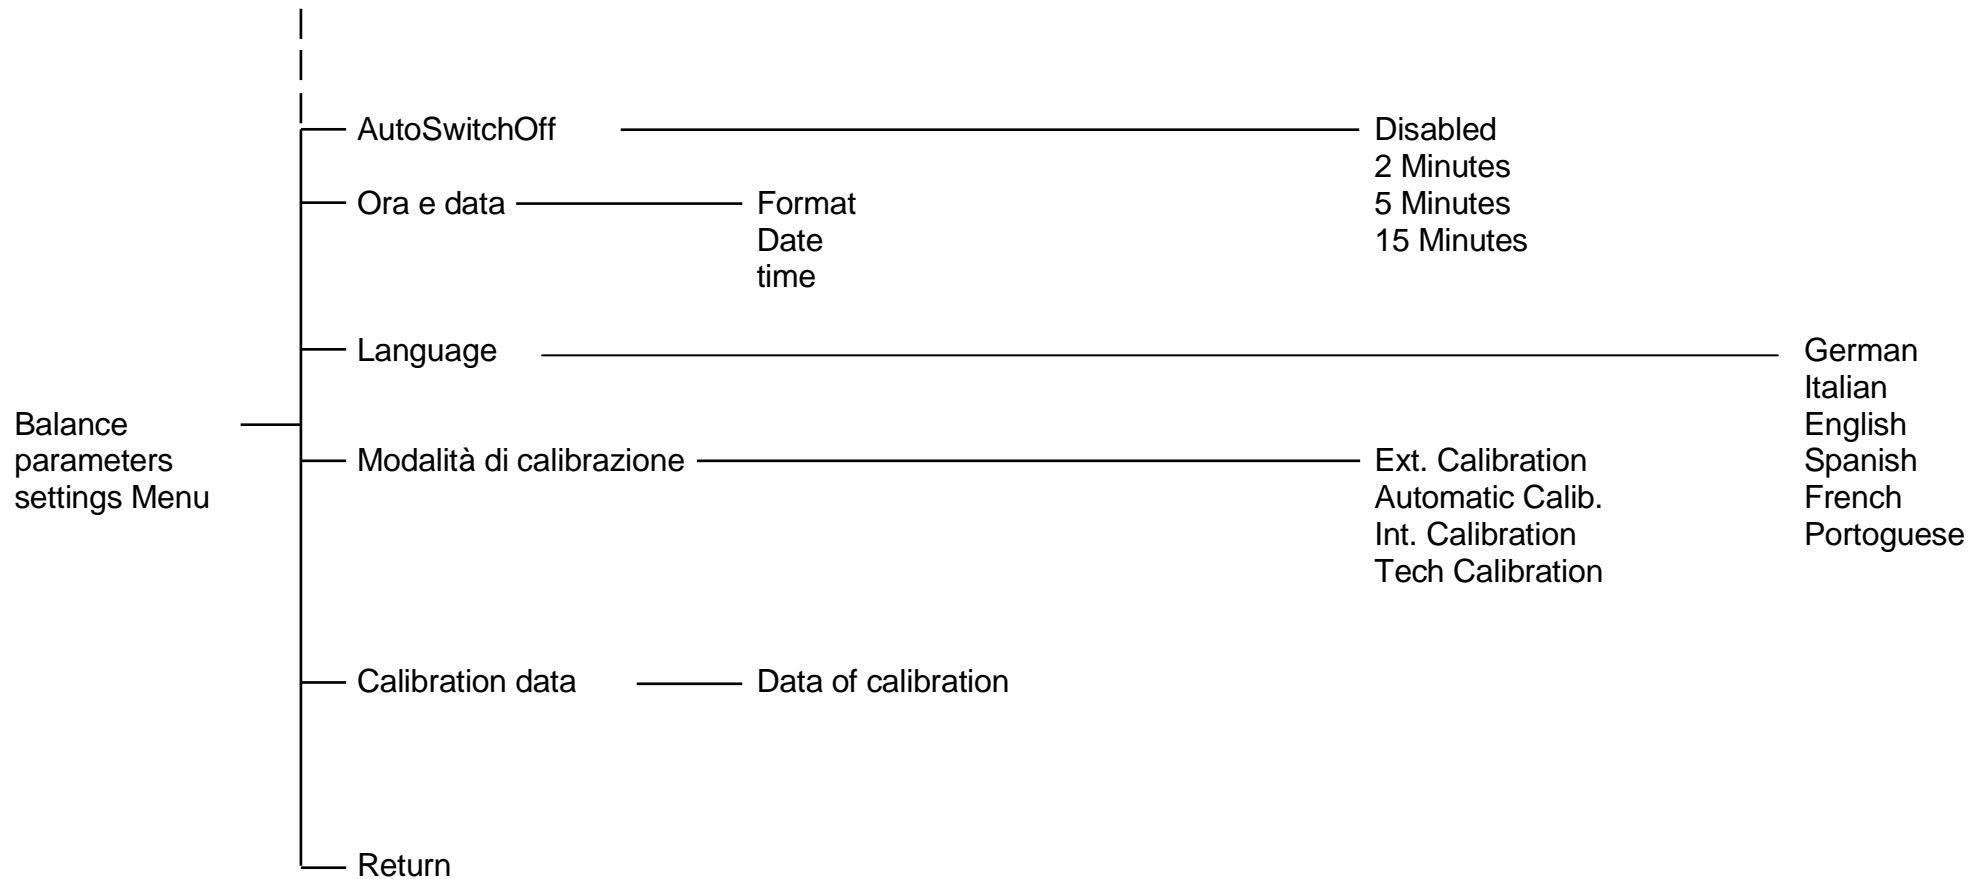 AutoSwitchOff
Disabled
2 Minutes
Ora e data
Format
5 Minutes
Date
15 Minutes
time
Language
German
Italian
Balance
parameters
settings Menu
English
Modalità di calibrazione
Ext. Calibration
Spanish
Automatic Calib.
French
Int. Calibration
Portoguese
Tech Calibration
Calibration data
Data of calibration
Return